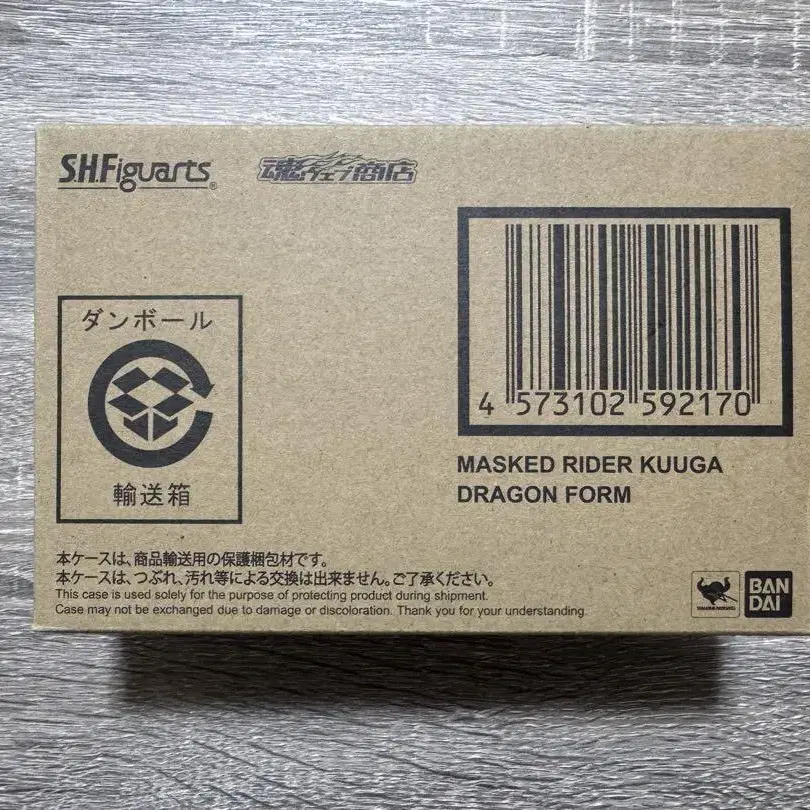 S.H.Figuarts®
魂ウェブ商店
ダンボール
輸送箱
4 573102 592170
MASKED RIDER KUUGA
DRAGON FORM
本ケースは、商品輸送用の保護梱包材です。
本ケースは、つぶれ、汚れ等による交換は出来ません。ご了承ください。
This case is used solely for the purpose of protecting product during shipment.
Case may not be exchanged due to damage or discoloration. Thank you for your understanding.
BAN
DAI